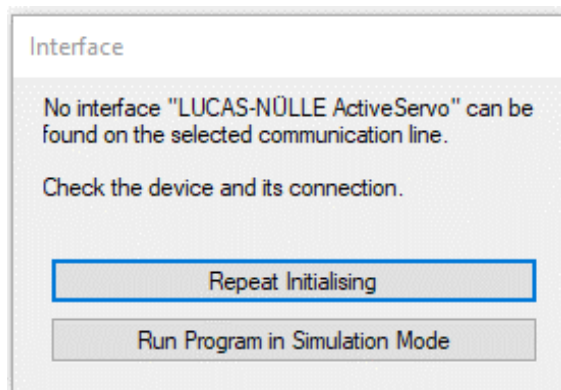 Interface
No interface "LUCAS-NÜLLE ActiveServo" can be
found on the selected communication line.
Check the device and its connection.
Repeat Initialising
Run Program in Simulation Mode